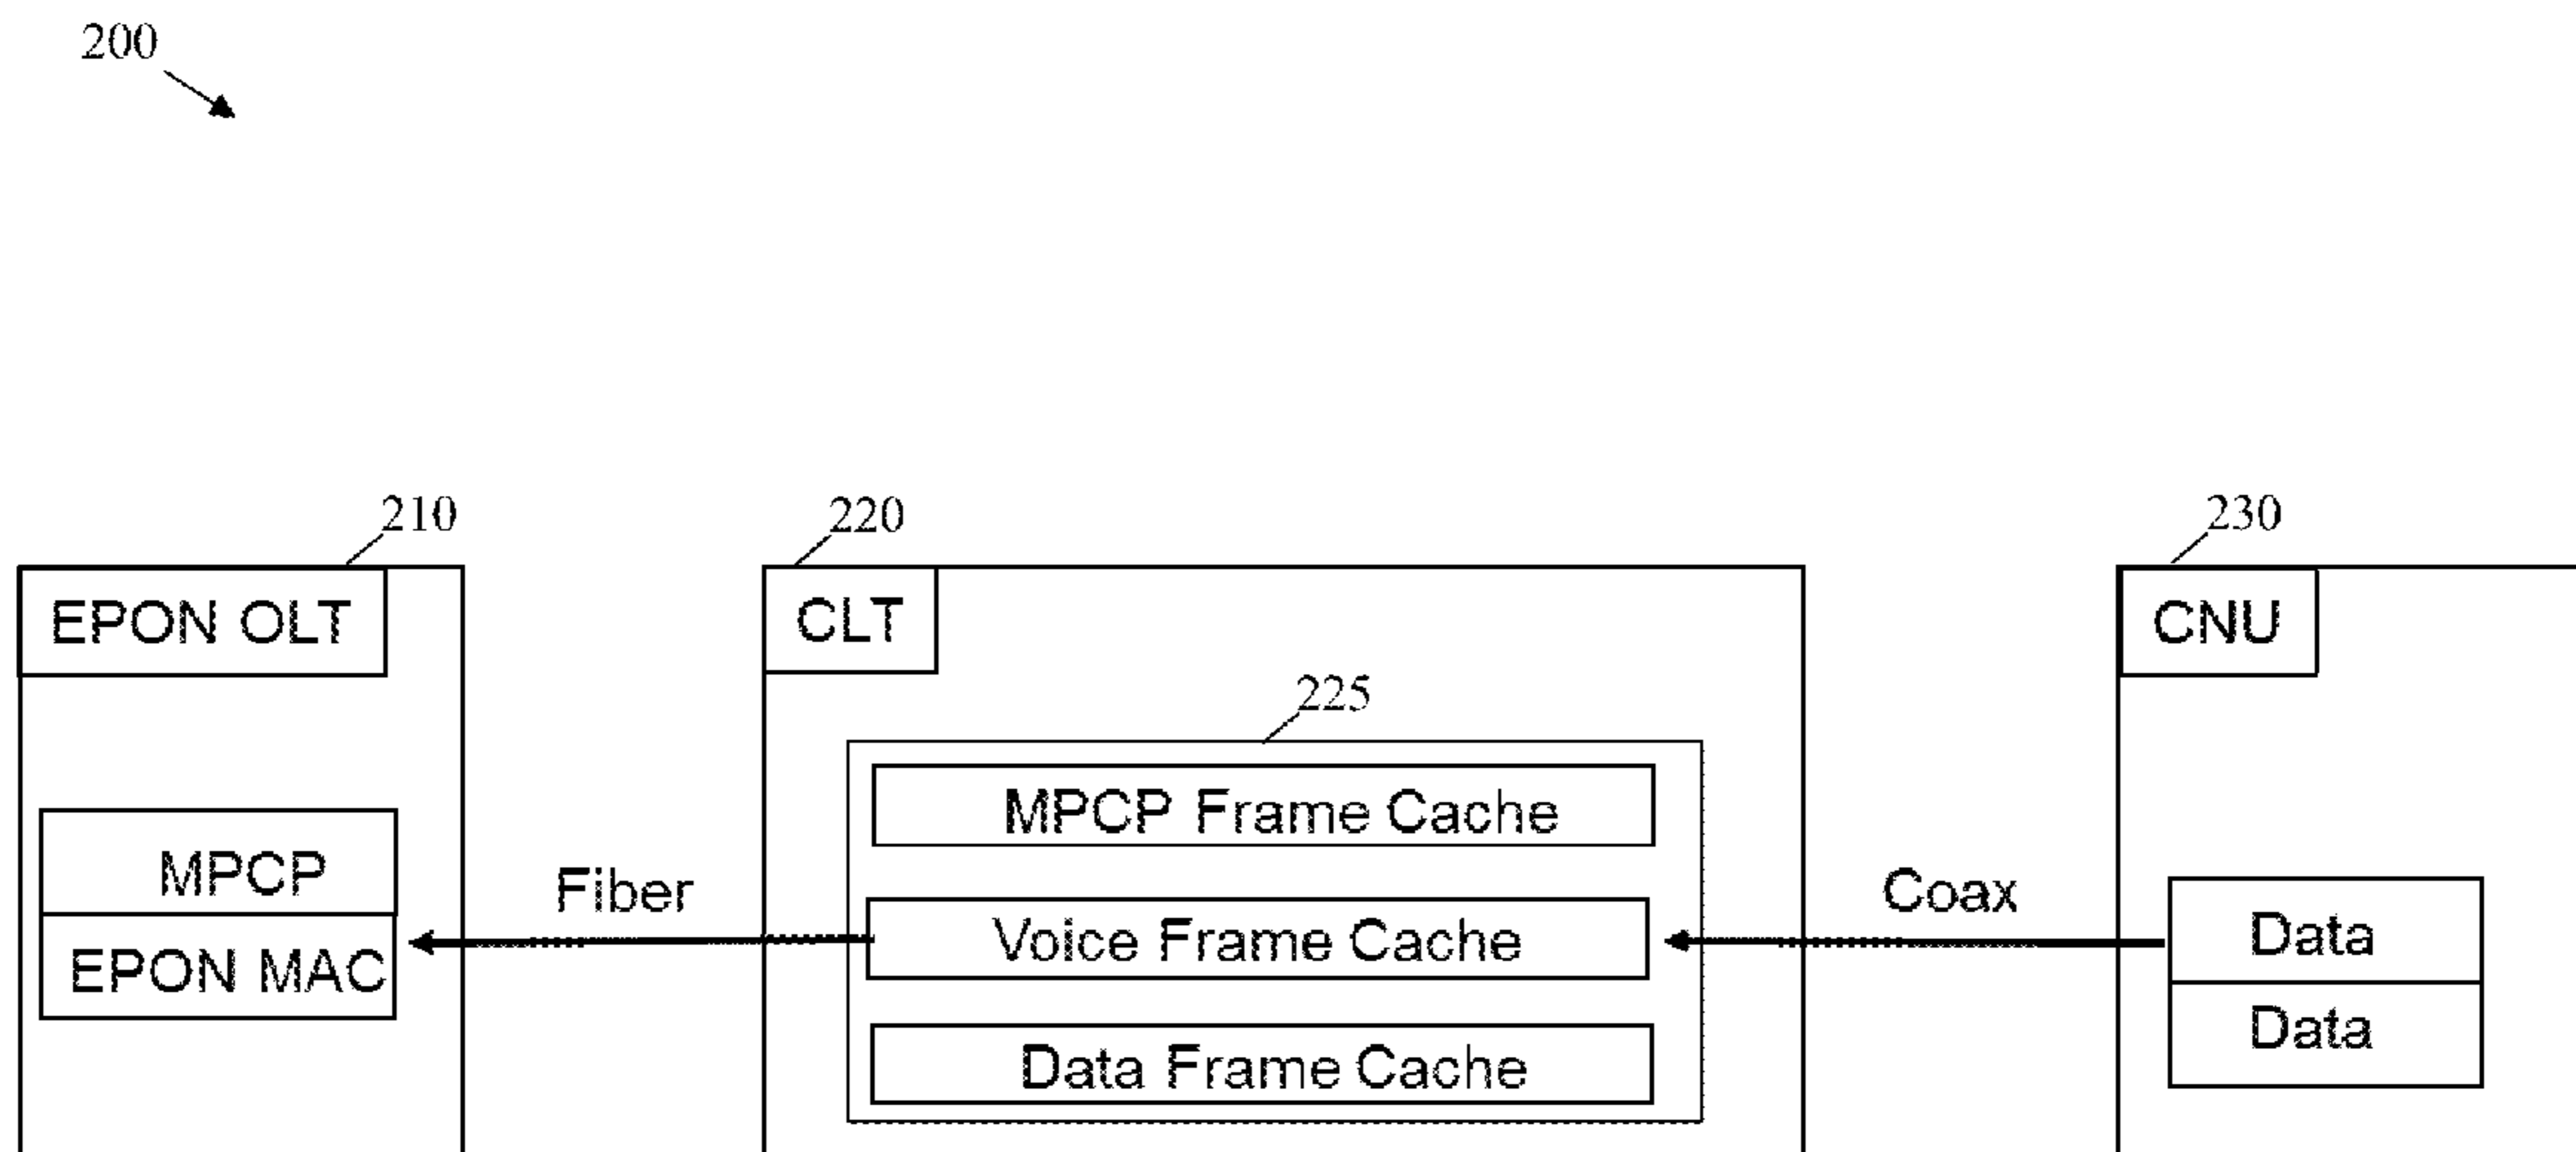 200
210
220
230
EPON OLT
CLT
CNU
225
MPCP Frame Cache
MPCP
Fiber
Voice Frame Cache
Coax
Data
EPON MAC
Data
Data Frame Cache